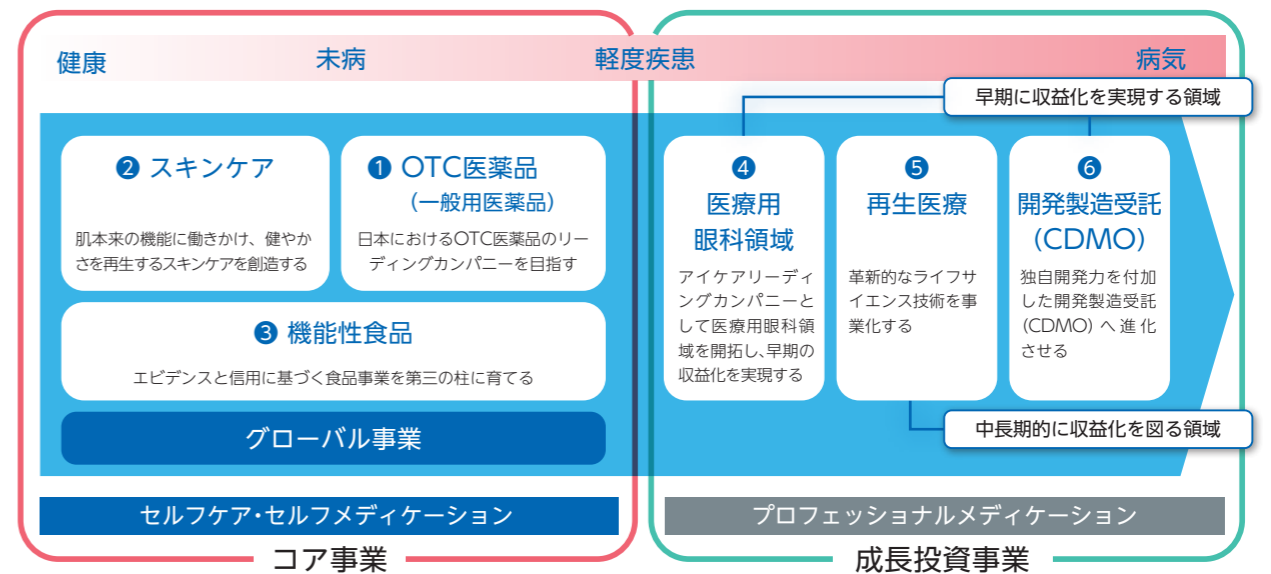 健康
未病
軽度疾患
病気
早期に収益化を実現する領域
❷ スキンケア
肌本来の機能に働きかけ、健やか
さを再生するスキンケアを創造する
❶ OTC医薬品
(一般用医薬品)
日本におけるOTC医薬品のリー
ディングカンパニーを目指す
❸ 機能性食品
エビデンスと信用に基づく食品事業を第三の柱に育てる
グローバル事業
❹
医療用
眼科領域
アイケアリーディ
ングカンパニーと
して医療用眼科領
域を開拓し、早期の
収益化を実現する
❺
再生医療
革新的なライフサ
イエンス技術を事
業化する
❻
開発製造受託
(CDMO)
独自開発力を付加
した開発製造受託
(CDMO)へ進化
させる
中長期的に収益化を図る領域
セルフケア・セルフメディケーション
プロフェッショナルメディケーション
コア事業
成長投資事業